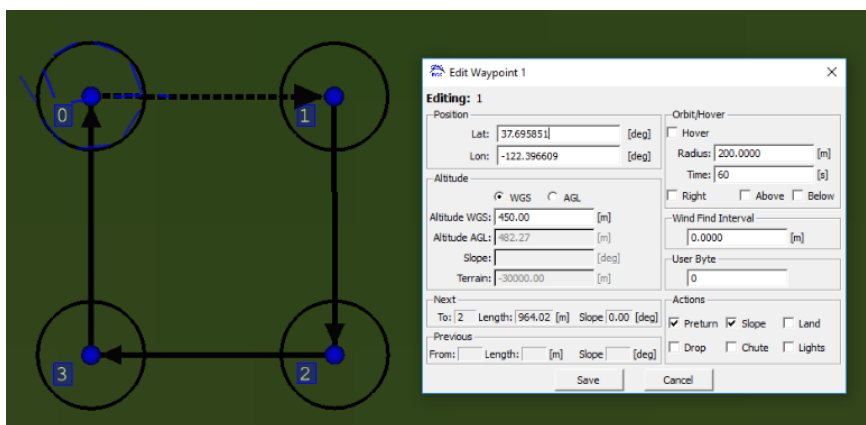 0
1
3
2
Edit Waypoint 1
Editing: 1
Position
Lat: 37.695851 [deg]
Lon: -122.396609 [deg]
Altitude
WGS AGL
Altitude WGS: 450.00 [m]
Altitude AGL: 482.27 [m]
Slope: [deg]
Terrain: -30000.00 [m]
Next
To: 2 Length: 964.02 [m] Slope 0.00 [deg]
Previous
From: Length: [m] Slope [deg]
Orbit/Hover
Hover
Radius: 200.0000 [m]
Time: 60 [s]
Right Above Below
Wind Find Interval
0.0000 [m]
User Byte
0
Actions
Preturn Slope Land
Drop Chute Lights
Save Cancel